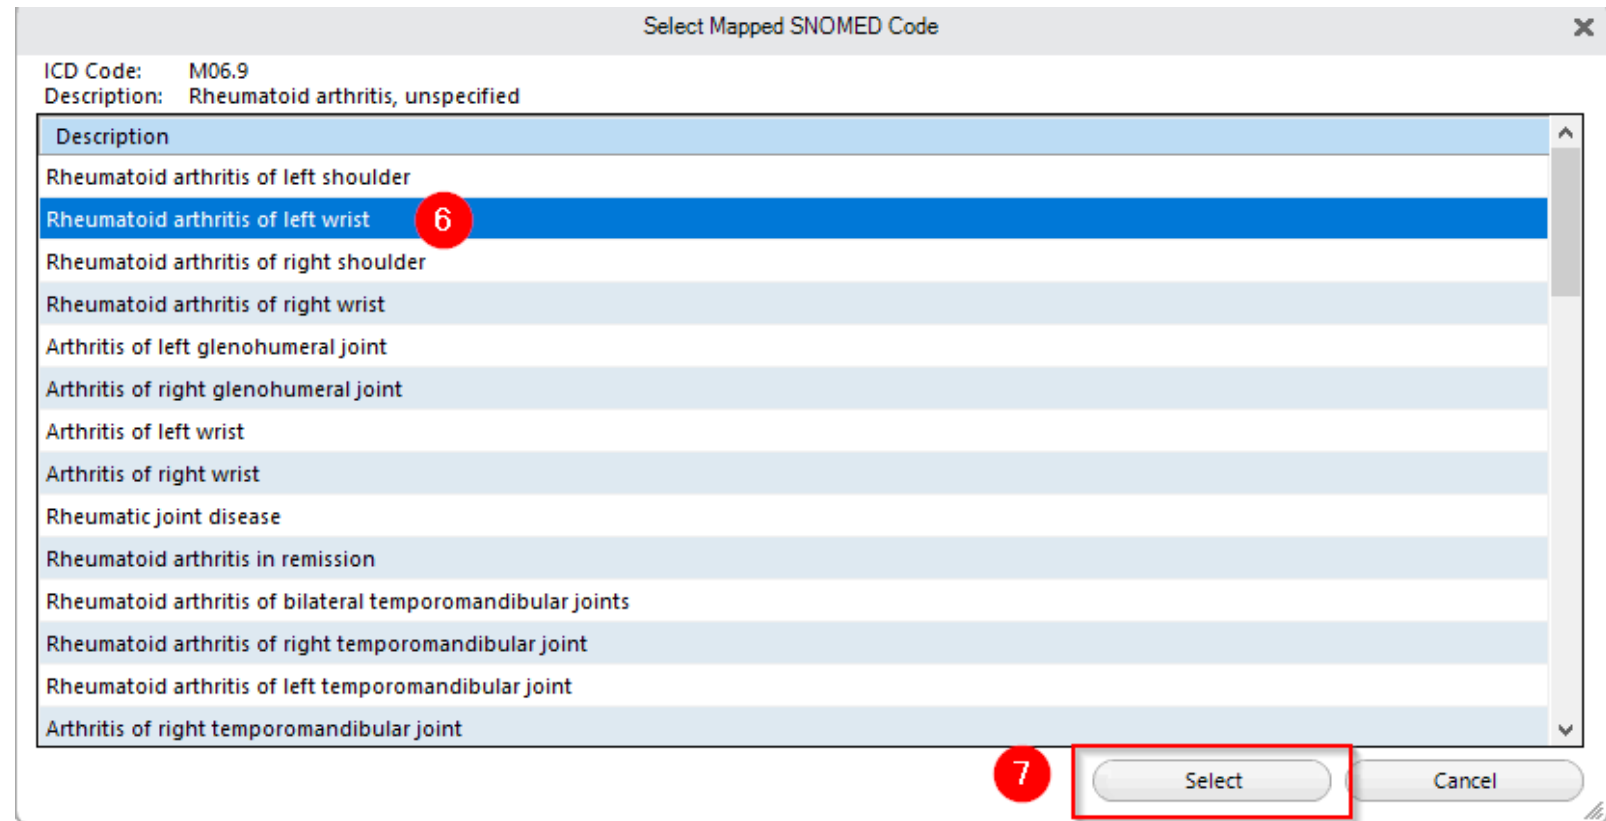 Select Mapped SNOMED Code
ICD Code: M06.9
Description: Rheumatoid arthritis, unspecified
Description
Rheumatoid arthritis of left shoulder
Rheumatoid arthritis of left wrist 6
Rheumatoid arthritis of right shoulder
Rheumatoid arthritis of right wrist
Arthritis of left glenohumeral joint
Arthritis of right glenohumeral joint
Arthritis of left wrist
Arthritis of right wrist
Rheumatic joint disease
Rheumatoid arthritis in remission
Rheumatoid arthritis of bilateral temporomandibular joints
Rheumatoid arthritis of right temporomandibular joint
Rheumatoid arthritis of left temporomandibular joint
Arthritis of right temporomandibular joint
7 Select Cancel